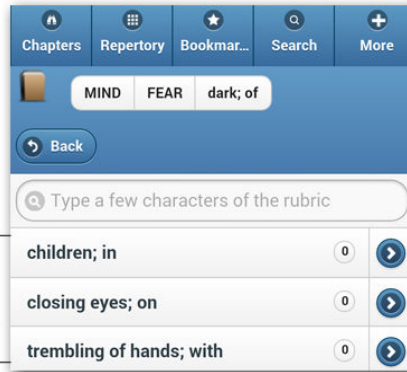 Chapters Repertory Bookmar... Search More
MIND FEAR dark; of
Back
Type a few characters of the rubric
children; in 0
closing eyes; on 0
trembling of hands; with 0